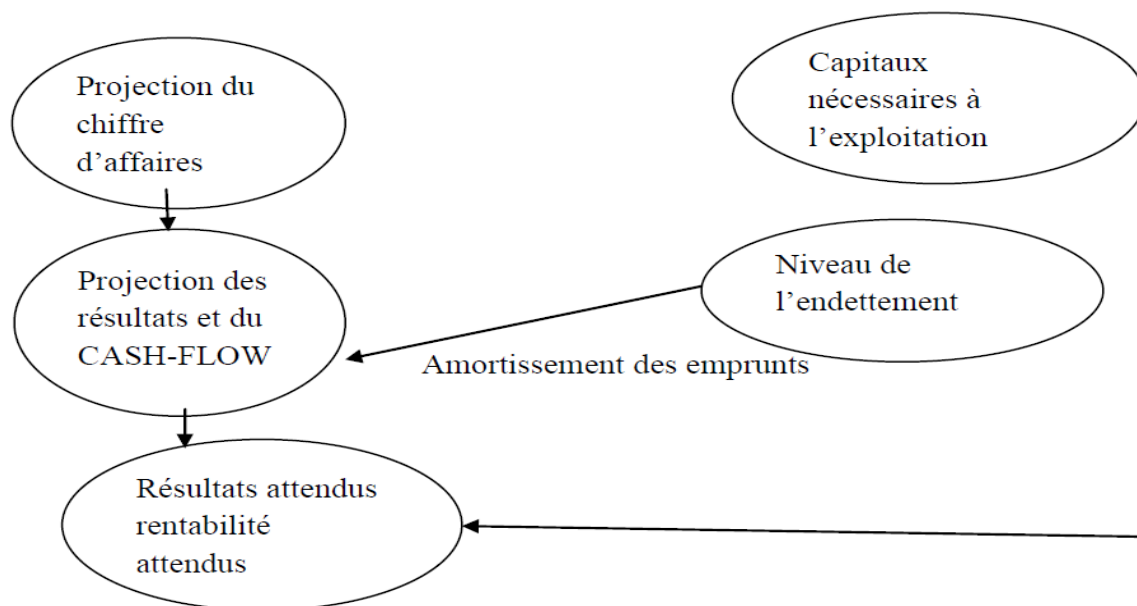 Projection du
chiffre
d’affaires
Capitaux
nécessaires à
l’exploitation
Projection des
résultats et du
CASH-FLOW
Niveau de
l’endettement
Amortissement des emprunts
Résultats attendus
rentabilité
attendus